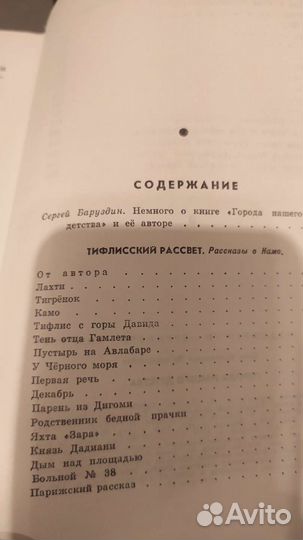 СОДЕРЖАНИЕ
Сергей Баруздин. Немного о книге «Города нашего
детства» и её авторе . . . . .
ТИФЛИССКИЙ РАССВЕТ. Рассказы о Камо.
От автора . . . . . . . .
Лахти . . . . . . . . .
Тигрёнок . . . . . . . .
Камо . . . . . . . . .
Тифлис с горы Давида . . . . .
Тень отца Гамлета . . . . . .
Пустырь на Авлабаре . . . . .
У Чёрного моря . . . . . . .
Первая речь . . . . . . . .
Декабрь . . . . . . . . .
Парень из Дигоми . . . . . .
Родственник бедной прачки . . . .
Яхта «Зара» . . . . . . . .
Князь Дадиани . . . . . . .
Дым над площадью . . . . . .
Больной № 38 . . . . . . .
Парижский рассказ . . . . . .
Avito